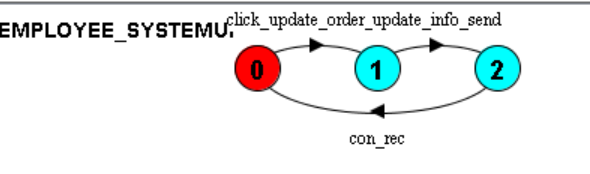 EMPLOYEE_SYSTEMU.
click_update_order_update_info_send
0 1 2
con_rec